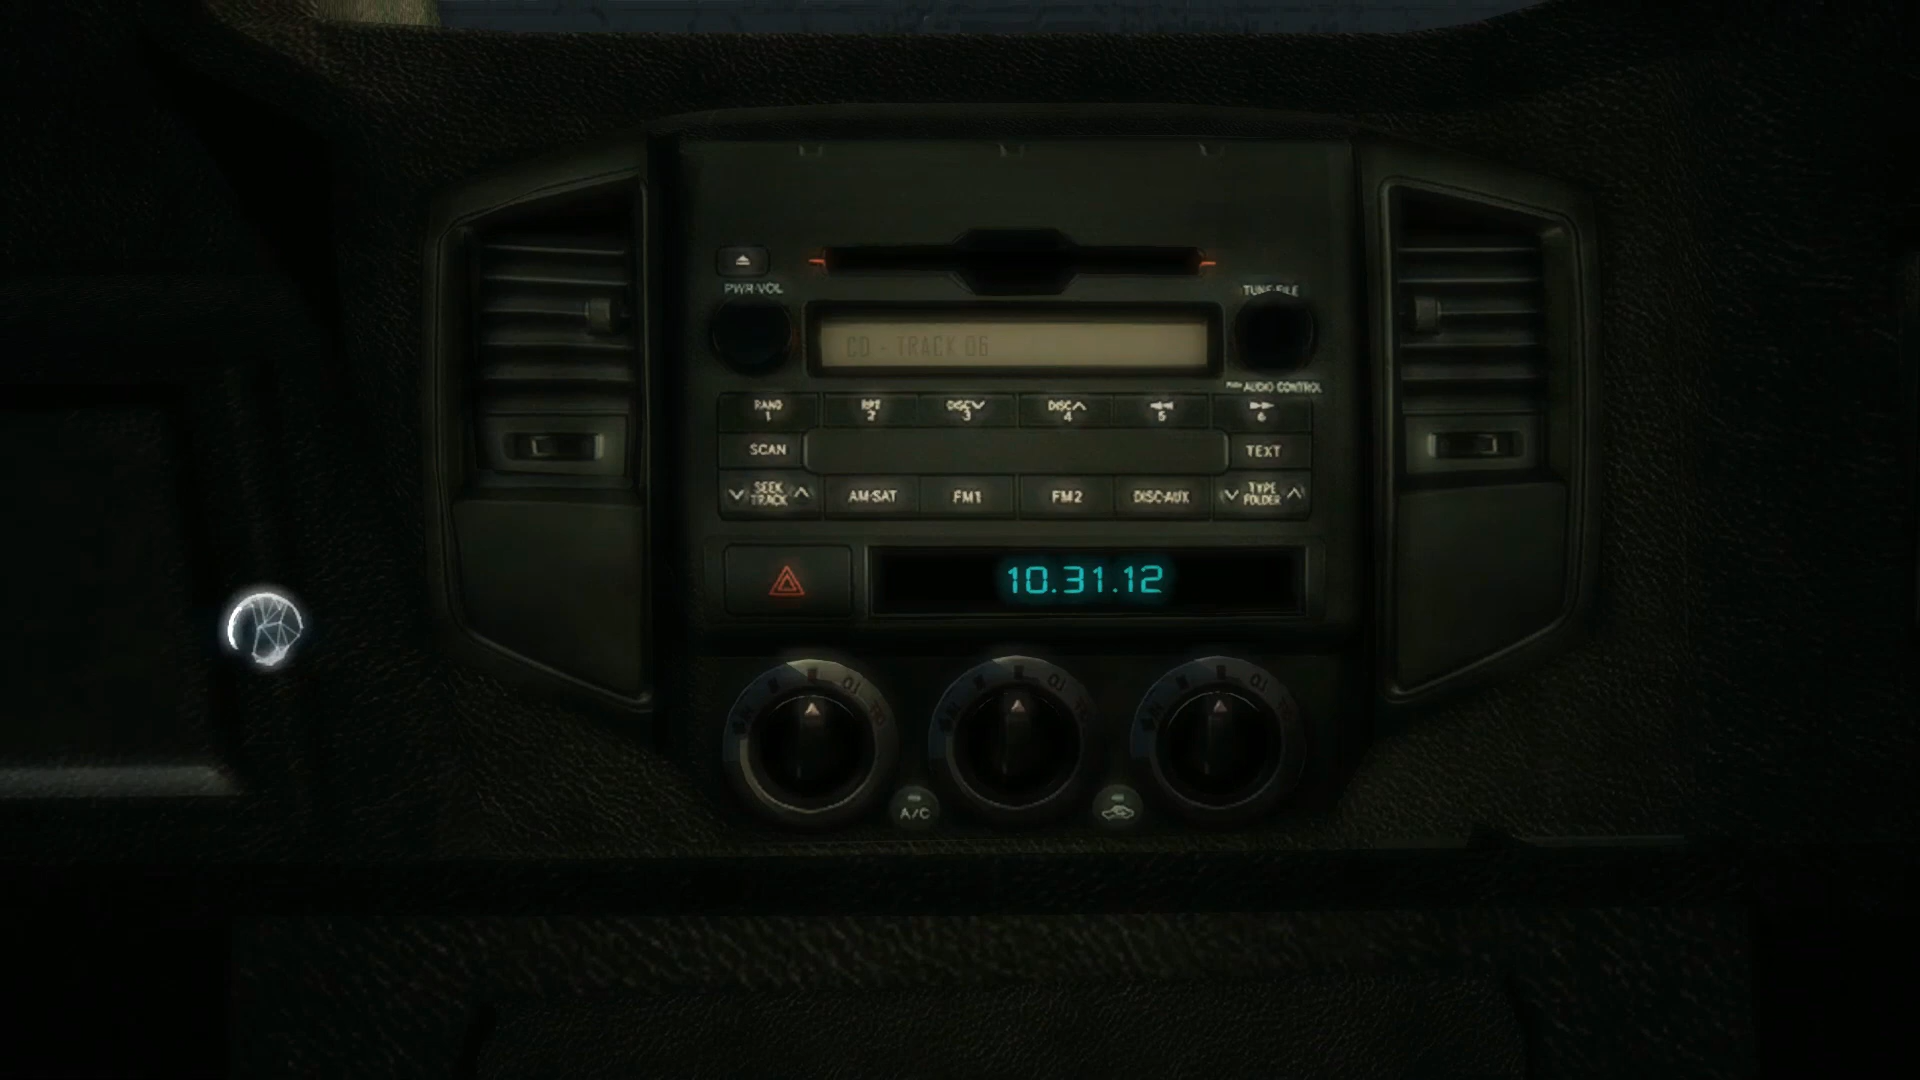 PWR·VOL
TUNE·FILE
CD - TRACK 06
PUSH AUDIO CONTROL
RAND 1
RPT 2
DISC 3
DISC 4
5
6
SCAN
TEXT
SEEK TRACK
AM·SAT
FM1
FM2
DISC·AUX
TYPE FOLDER
10.31.12
A/C